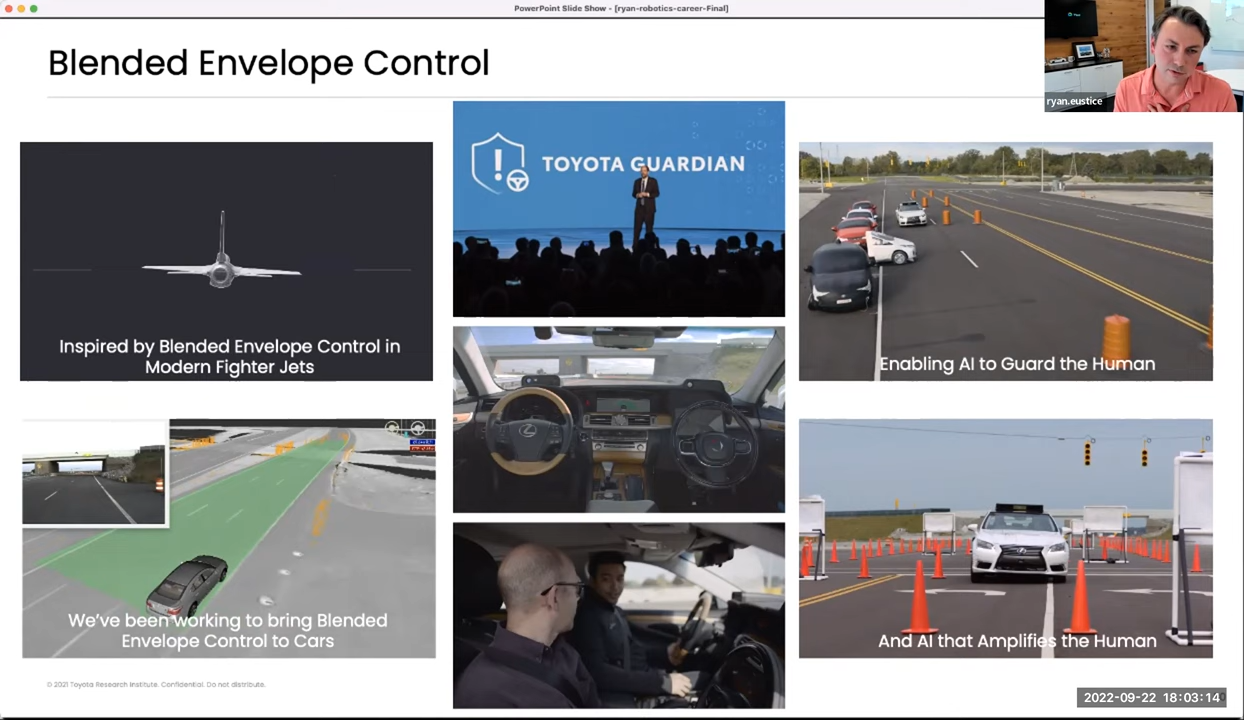 PowerPoint Slide Show - [ryan-robotics-career-Final]
Blended Envelope Control
ryan.eustice
TOYOTA GUARDIAN
Inspired by Blended Envelope Control in
Modern Fighter Jets
Enabling AI to Guard the Human
We've been working to bring Blended
Envelope Control to Cars
And AI that Amplifies the Human
© 2021 Toyota Research Institute. Confidential. Do not distribute.
2022-09-22 18:03:14